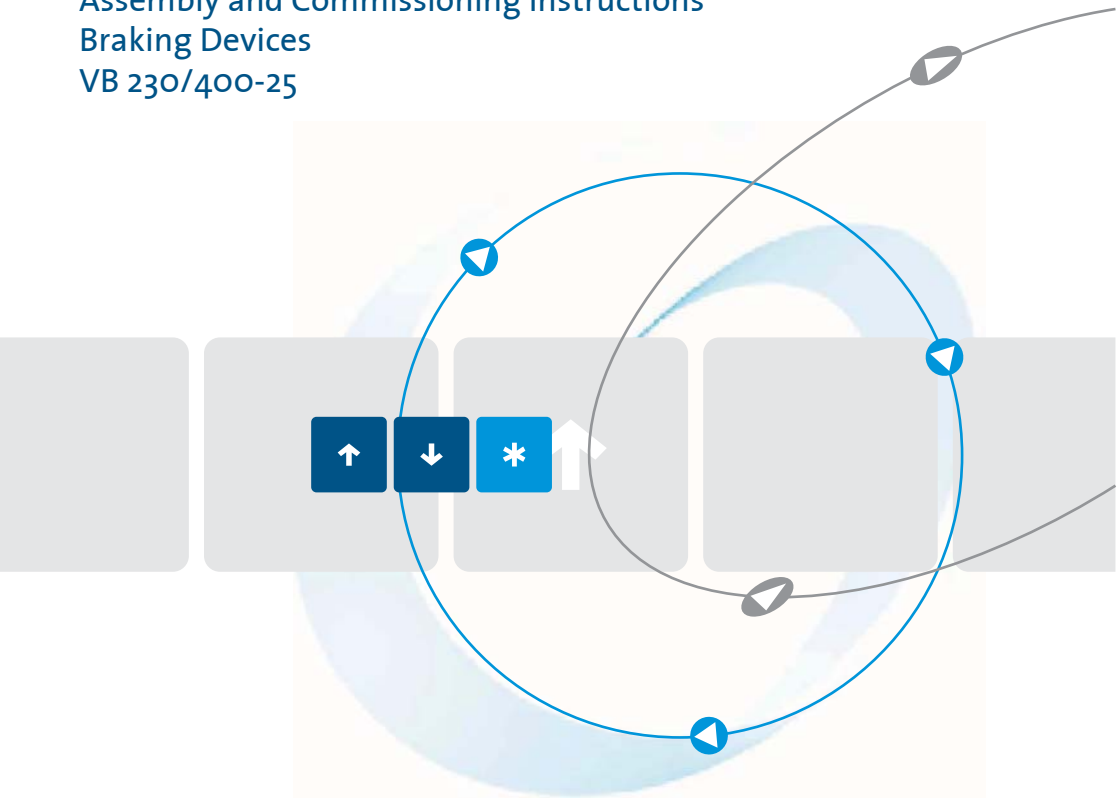 Assembly and Commissioning Instructions
Braking Devices
VB 230/400-25